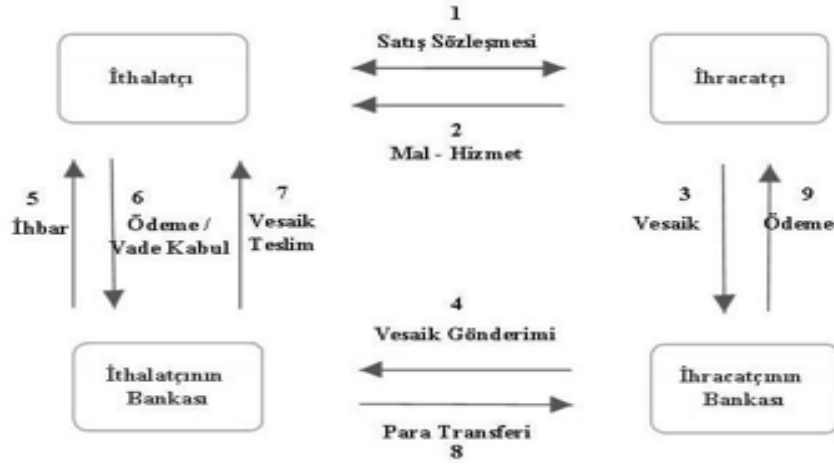 1
Satış Sözleşmesi
İthalatçı
İhracatçı
2
Mal - Hizmet
5
İhbar
6
Ödeme /
Vade Kabul
7
Vesaik
Teslim
3
Vesaik
9
Ödeme
4
Vesaik Gönderimi
İthalatçının
Bankası
İhracatçının
Bankası
Para Transferi
8